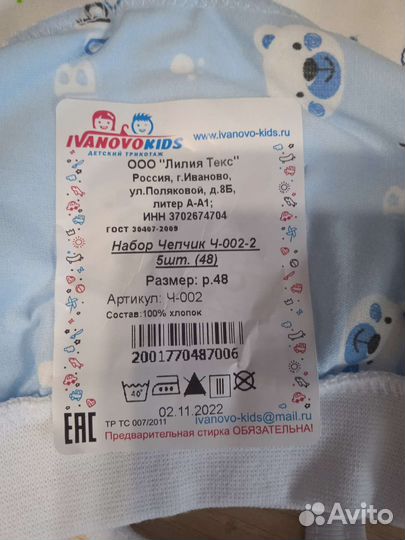 IVANOVOKIDS
ДЕТСКИЙ ТРИКОТАЖ
www.ivanovo-kids.ru
ООО "Лилия Текс"
Россия, г.Иваново,
ул.Поляковой, д.8Б,
литер А-А1;
ИНН 3702674704
ГОСТ 30407-2009
Набор Чепчик Ч-002-2
5шт. (48)
Размер: р.48
Артикул: Ч-002
Состав:100% хлопок
2001770487006
40°
02.11.2022
EAC
ivanovo-kids@mail.ru
ТР ТС 007/2011
Предварительная стирка ОБЯЗАТЕЛЬНА!
Avito